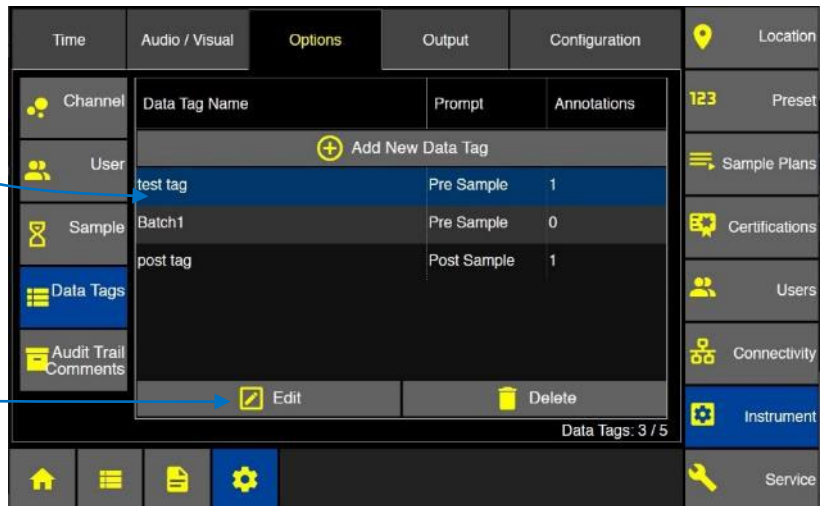 Time
Audio / Visual
Options
Output
Configuration
Location
Channel
Data Tag Name
Prompt
Annotations
123
Preset
Add New Data Tag
User
Sample Plans
test tag
Pre Sample
1
Sample
Batch1
Pre Sample
0
Certifications
post tag
Post Sample
1
Data Tags
Users
Audit Trail
Comments
Connectivity
Edit
Delete
Instrument
Data Tags: 3 / 5
Service